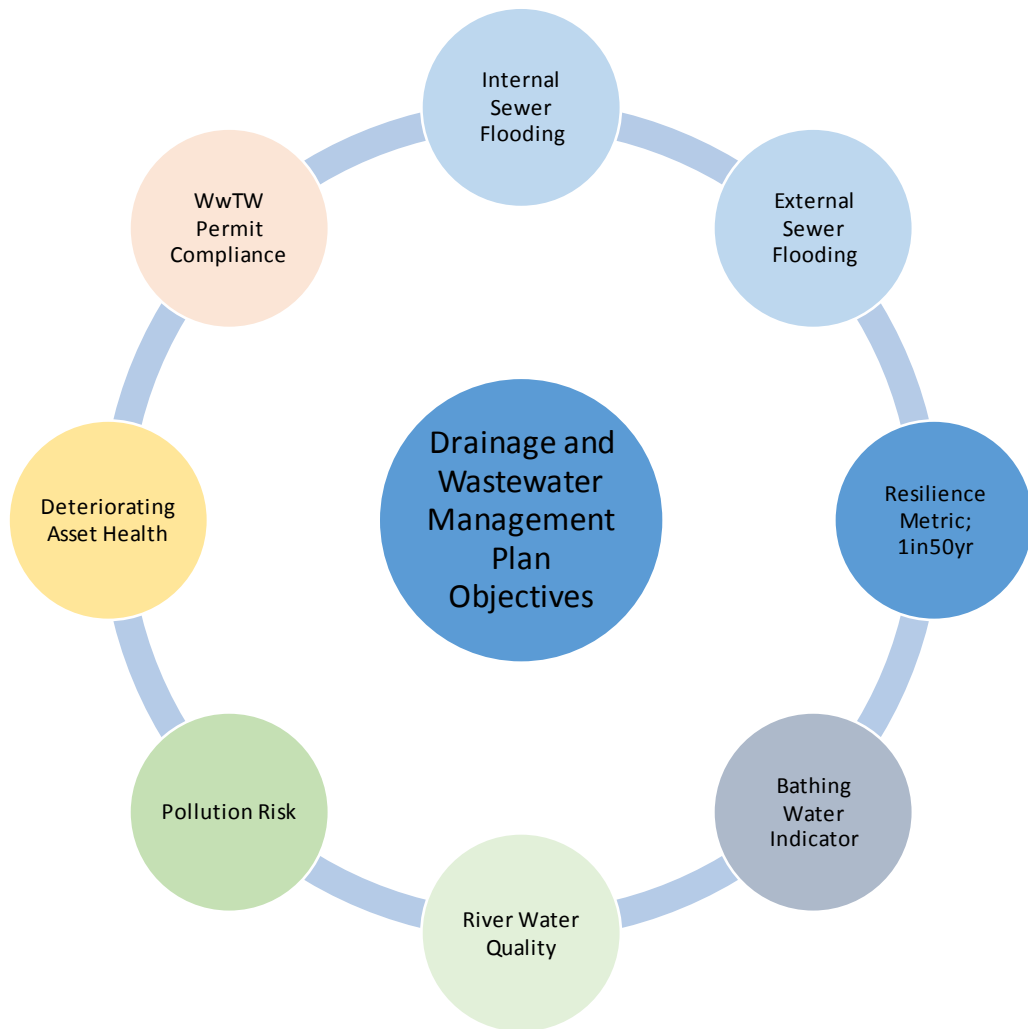 Internal
Sewer
Flooding
External
Sewer
Flooding
Resilience
Metric;
1in50yr
Bathing
Water
Indicator
River Water
Quality
Pollution Risk
Deteriorating
Asset Health
WwTW
Permit
Compliance
Drainage and
Wastewater
Management
Plan
Objectives